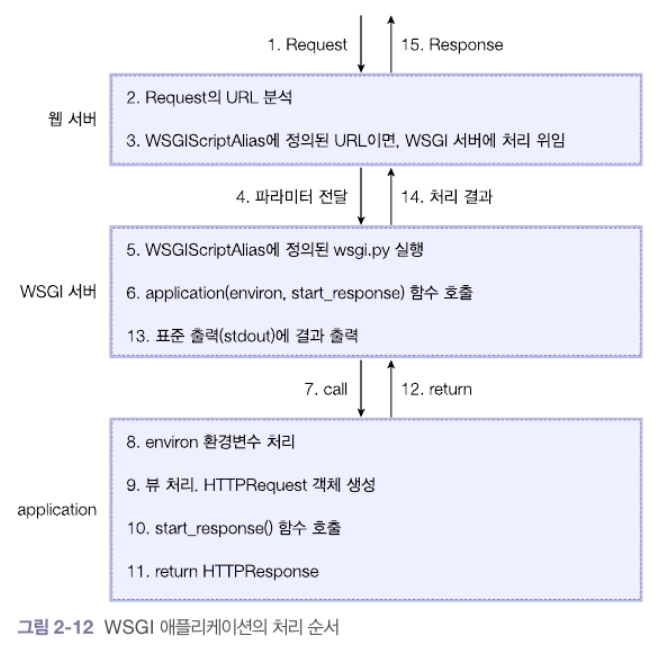 1. Request
15. Response
웹 서버
2. Request의 URL 분석
3. WSGIScriptAlias에 정의된 URL이면, WSGI 서버에 처리 위임
4. 파라미터 전달
14. 처리 결과
WSGI 서버
5. WSGIScriptAlias에 정의된 wsgi.py 실행
6. application(environ, start_response) 함수 호출
13. 표준 출력(stdout)에 결과 출력
7. call
12. return
application
8. environ 환경변수 처리
9. 뷰 처리, HTTPRequest 객체 생성
10. start_response() 함수 호출
11. return HTTPResponse
그림 2-12 WSGI 애플리케이션의 처리 순서